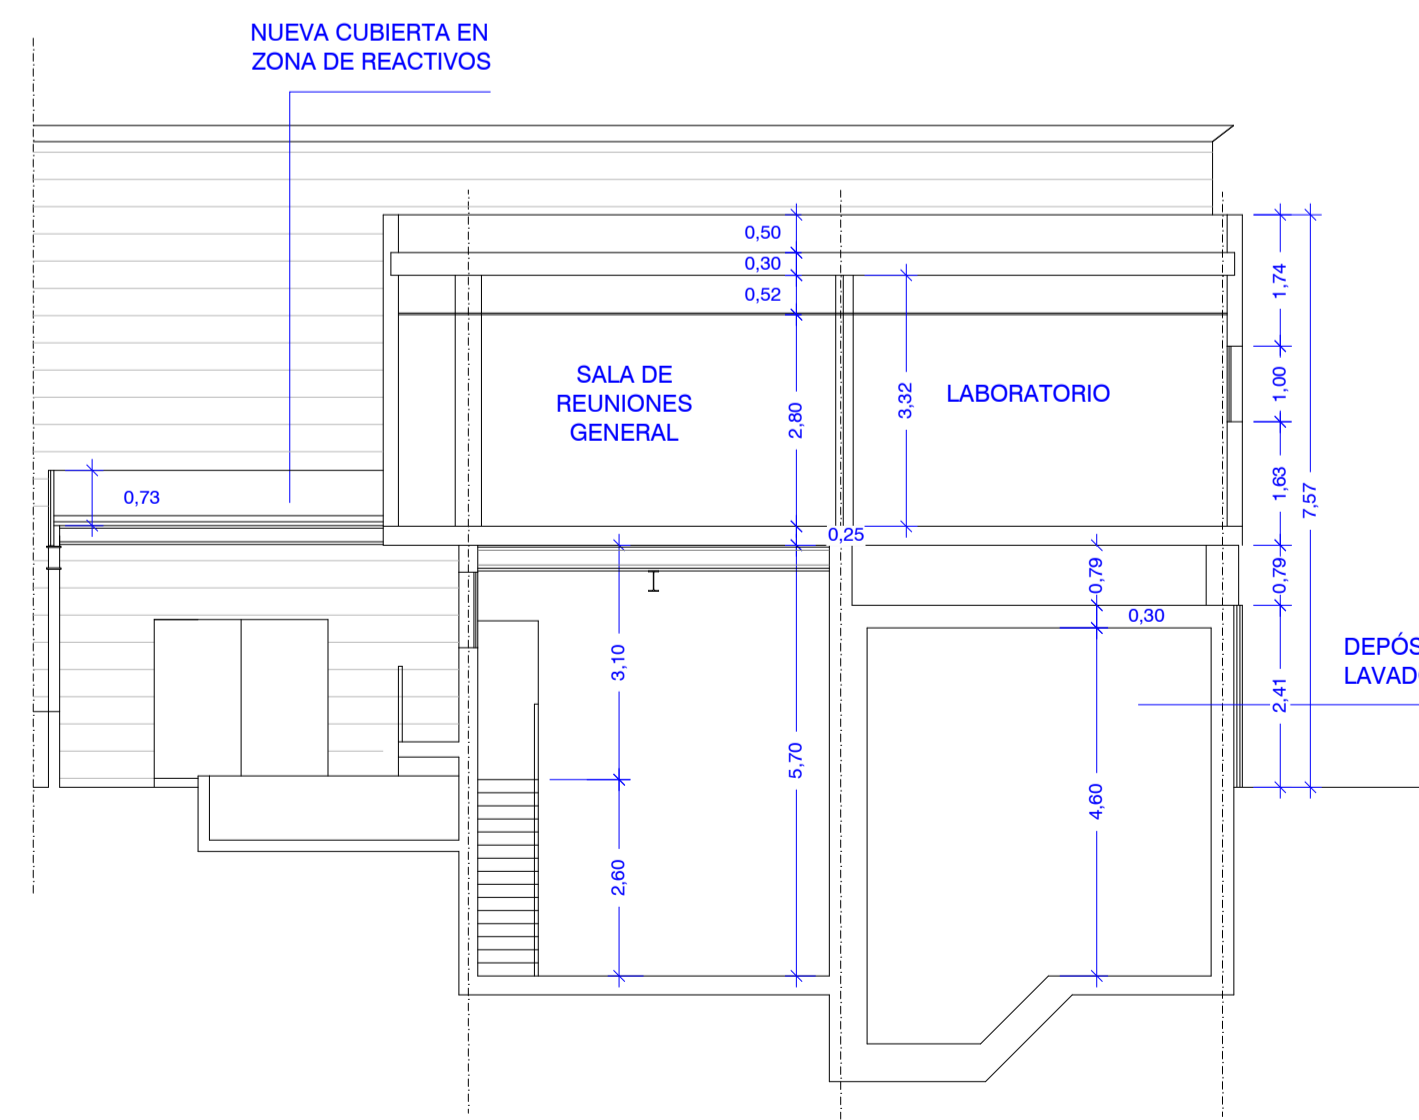 NUEVA CUBIERTA EN
ZONA DE REACTIVOS
0,50
0,30
0,52
1,74
SALA DE
REUNIONES
GENERAL
2,80
3,32
LABORATORIO
1,00
0,73
1,63
7,57
0,25
0,79
0,79
0,30
3,10
DEPÓS
LAVAD
2,41
5,70
4,60
2,60